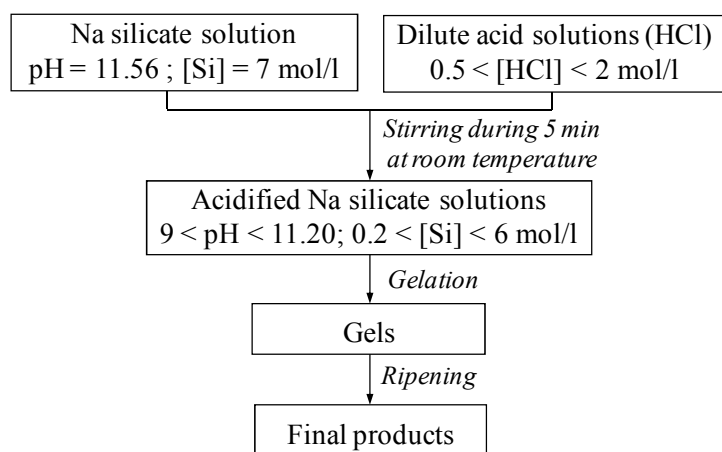 Na silicate solution
pH = 11.56 ; [Si] = 7 mol/l
Dilute acid solutions (HCl)
0.5 < [HCl] < 2 mol/l
Stirring during 5 min
at room temperature
Acidified Na silicate solutions
9 < pH < 11.20; 0.2 < [Si] < 6 mol/l
Gelation
Gels
Ripening
Final products